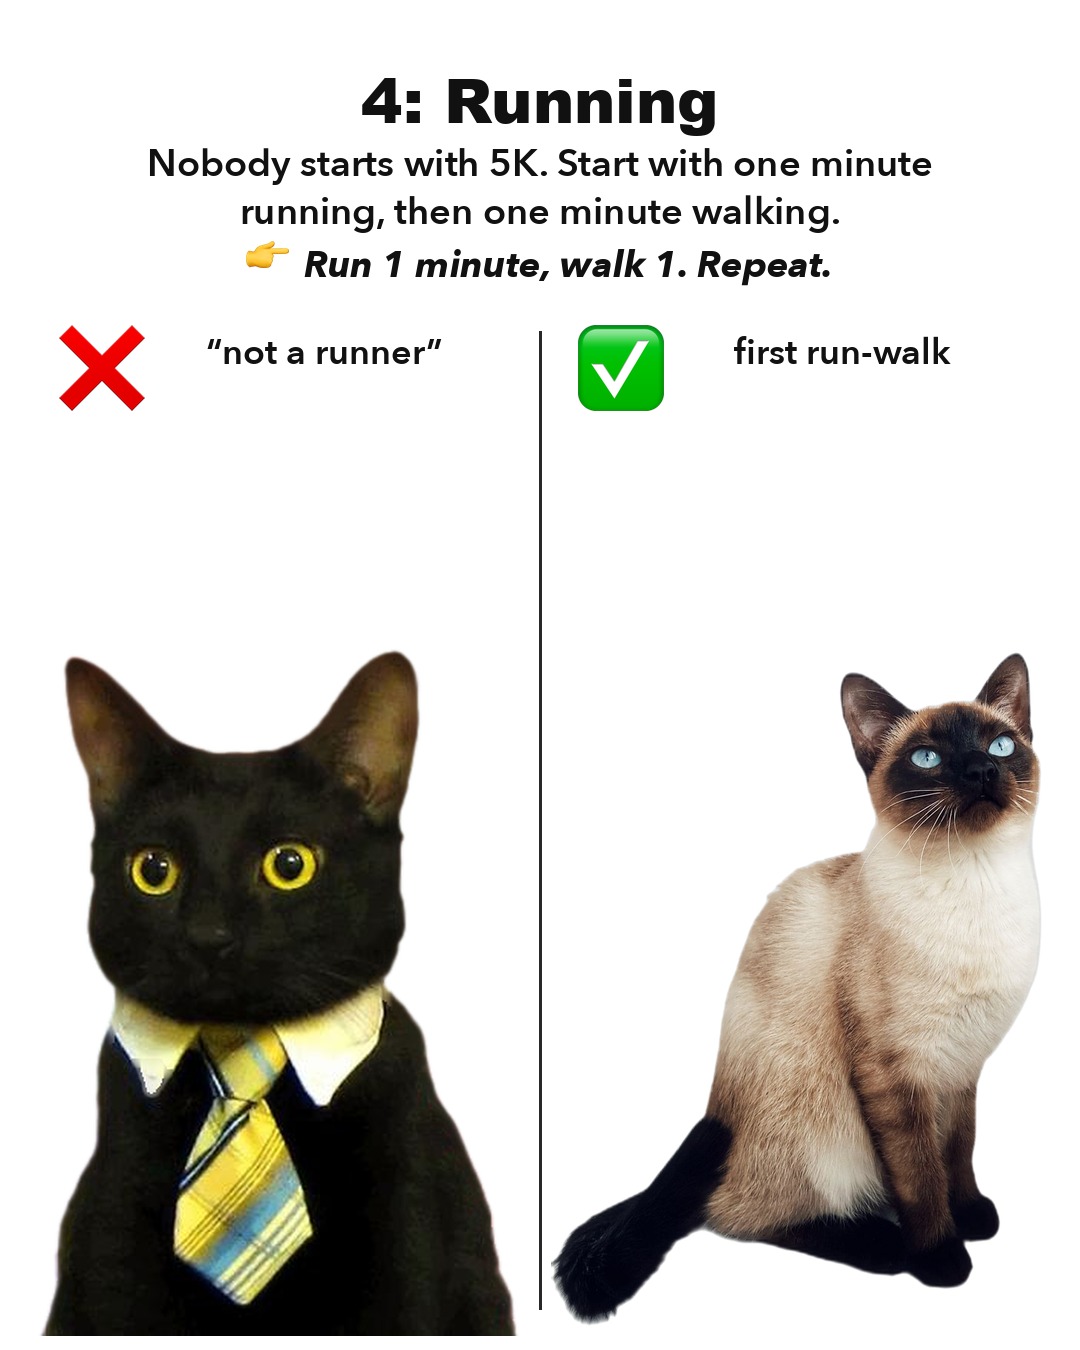 4: Running
Nobody starts with 5K. Start with one minute
running, then one minute walking.
👉 Run 1 minute, walk 1. Repeat.
❌ “not a runner”
✅ first run-walk